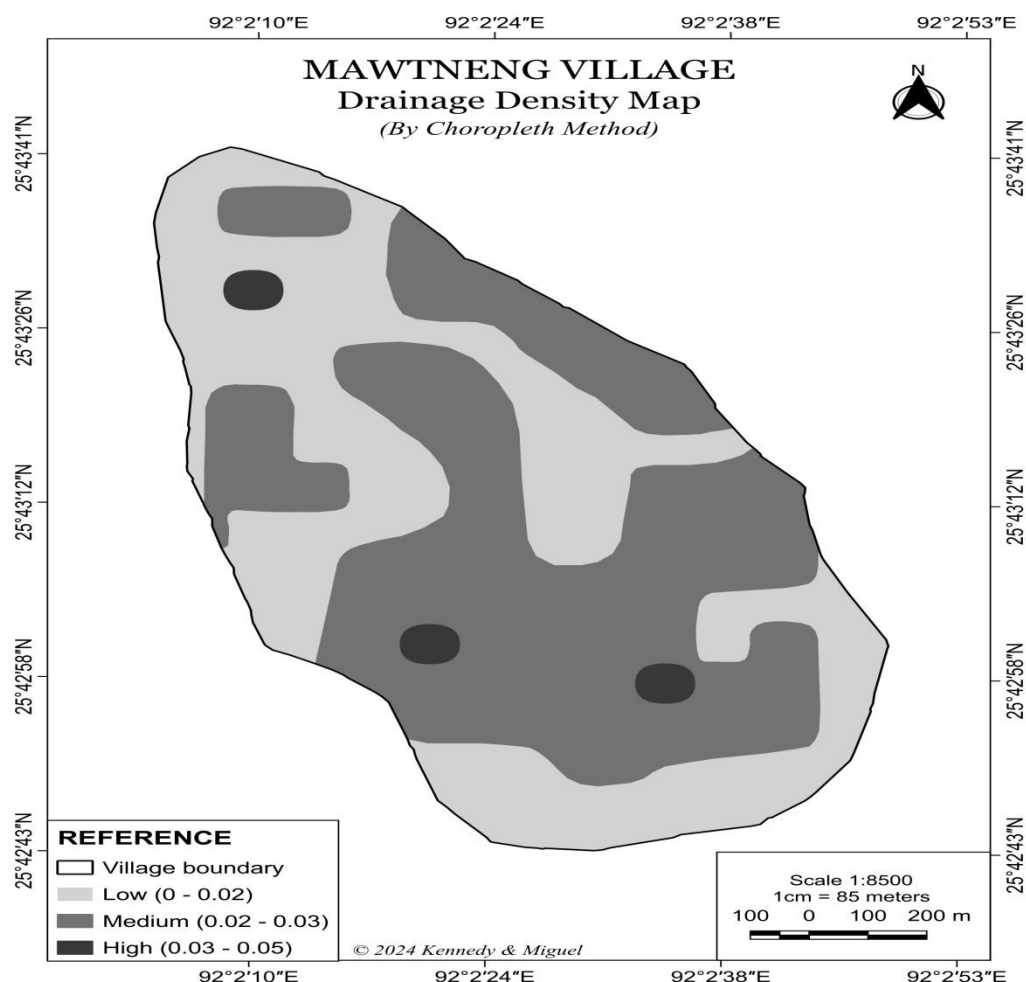 92°2′10″E 92°2′24″E 92°2′38″E 92°2′53″E
MAWTNENG VILLAGE
Drainage Density Map
(By Choropleth Method)
N
25°43′41″N
25°43′26″N
25°43′12″N
25°42′58″N
25°42′43″N
25°43′41″N
25°43′26″N
25°43′12″N
25°42′58″N
25°42′43″N
REFERENCE
Village boundary
Low (0 - 0.02)
Medium (0.02 - 0.03)
High (0.03 - 0.05)
© 2024 Kennedy & Miguel
Scale 1:8500
1cm = 85 meters
100 0 100 200 m
92°2′10″E 92°2′24″E 92°2′38″E 92°2′53″E